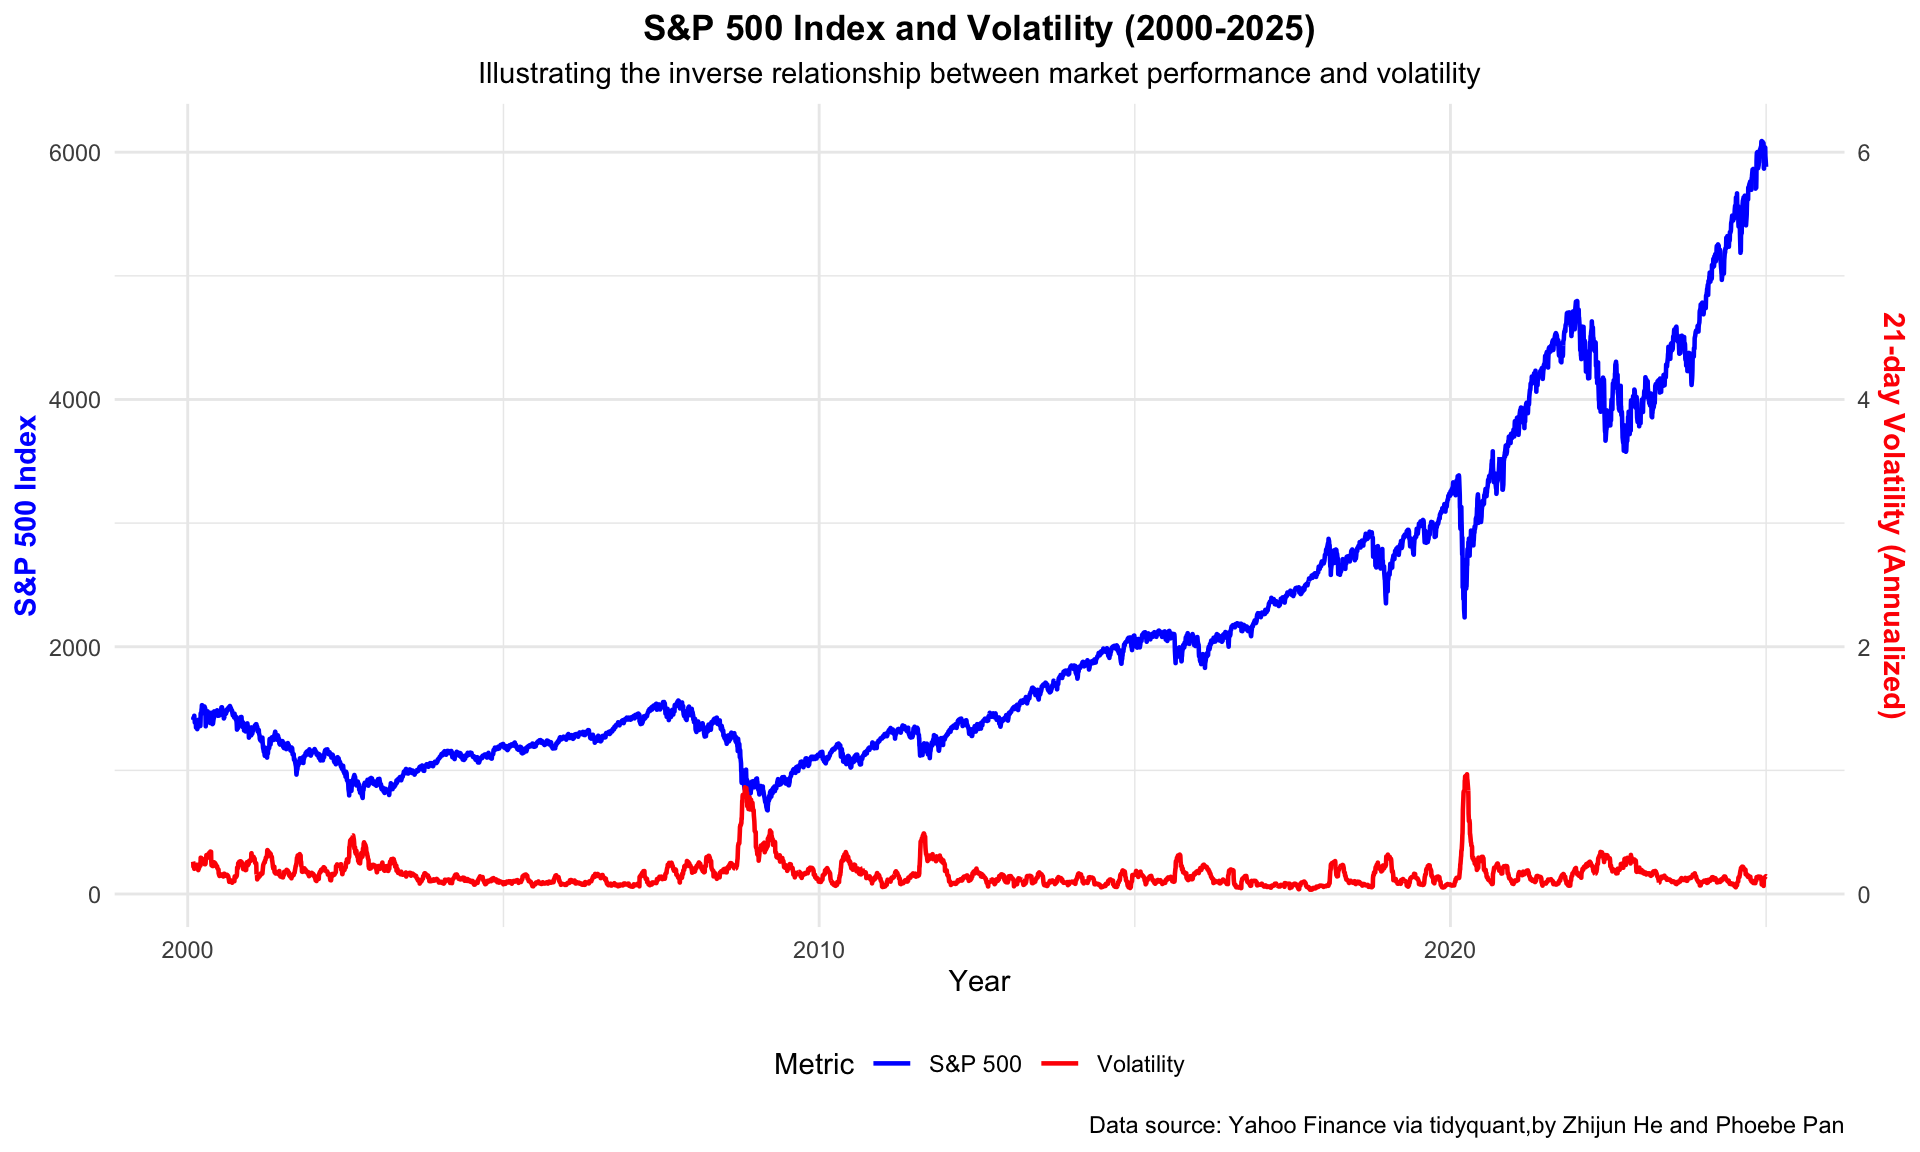 S&P 500 Index and Volatility (2000-2025)
Illustrating the inverse relationship between market performance and volatility
S&P 500 Index
6000
4000
2000
0
6
4
2
0
21-day Volatility (Annualized)
2000
2010
2020
Year
Metric
S&P 500
Volatility
Data source: Yahoo Finance via tidyquant,by Zhijun He and Phoebe Pan